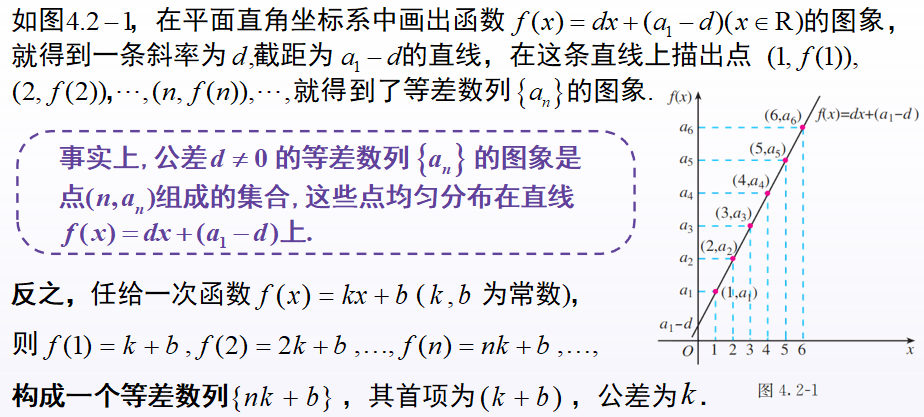 如图4.2-1，在平面直角坐标系中画出函数 f(x)=dx+(a₁-d)(x∈R)的图象，
就得到一条斜率为d,截距为 a₁-d的直线，在这条直线上描出点 (1, f(1)),
(2, f(2)),⋯,(n, f(n)),⋯,就得到了等差数列{aₙ}的图象.
事实上,公差d≠0 的等差数列{aₙ} 的图象是
点(n,aₙ)组成的集合,这些点均匀分布在直线
f(x)=dx+(a₁-d)上.
反之，任给一次函数 f(x)=kx+b (k,b 为常数),
则 f(1)=k+b , f(2)=2k+b ,…, f(n)=nk+b ,…,
构成一个等差数列{nk+b} ，其首项为(k+b) ，公差为k .
f(x)
f(x)=dx+(a₁-d)
(6,a₆)
a₆
(5,a₅)
a₅
(4,a₄)
a₄
(3,a₃)
a₃
(2,a₂)
a₂
(1,a₁)
a₁
a₁-d
O 1 2 3 4 5 6 x
图 4.2-1